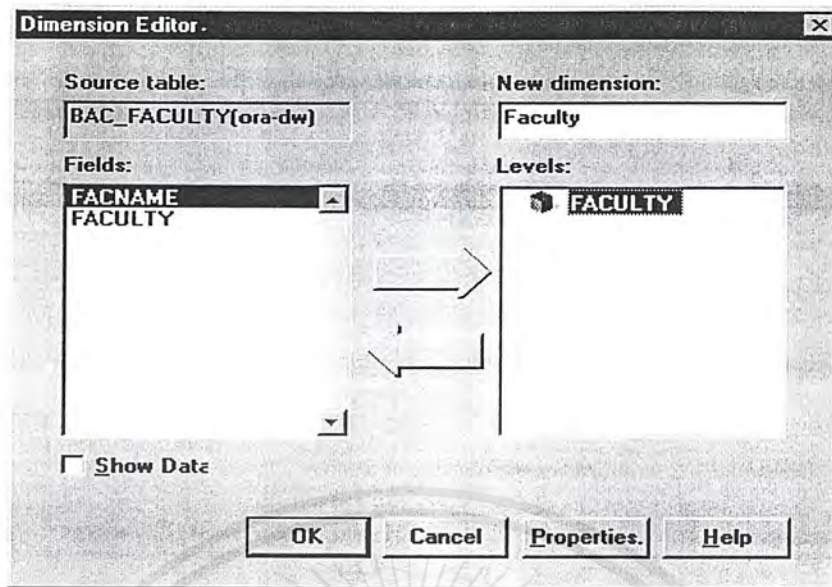 Dimension Editor.
Source table:
BAC_FACULTY(ora-dw)
Fields:
FACNAME
FACULTY
Show Data
New dimension:
Faculty
Levels:
FACULTY
OK
Cancel
Properties.
Help